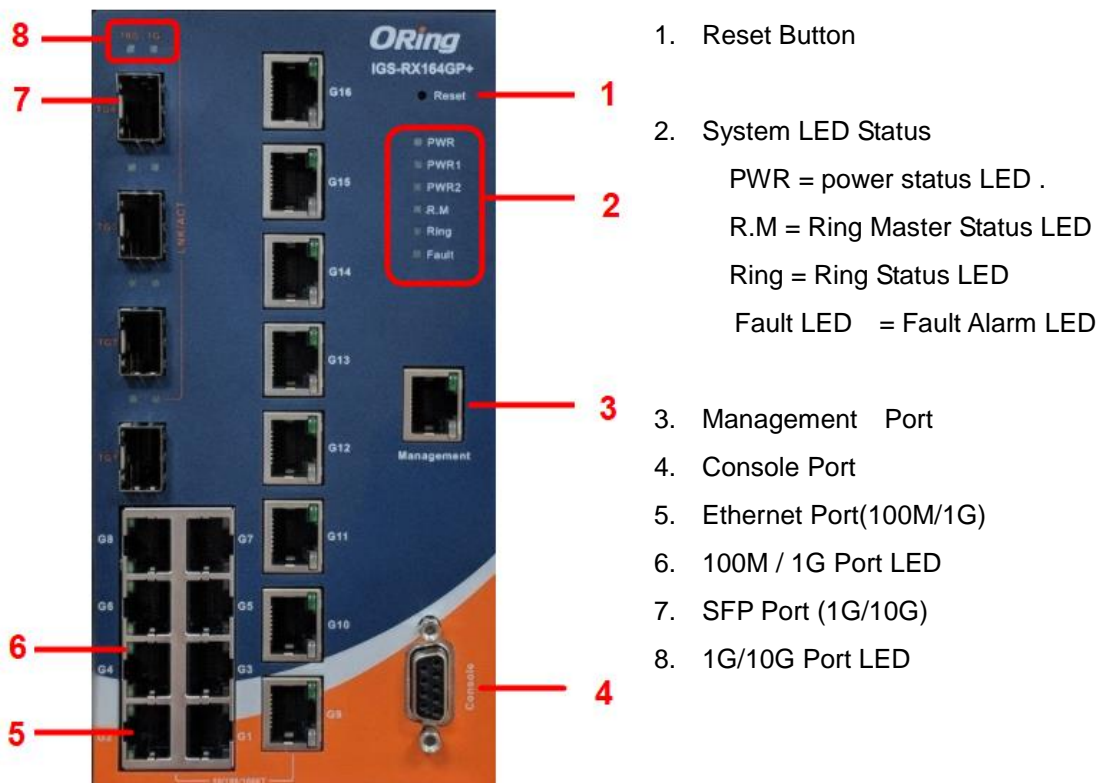 8
10G 1G
ORing
IGS-RX164GP+
7
G16
Reset
1
PWR
PWR1
PWR2
R.M
Ring
Fault
2
G15
LNK/ACT
G14
G13
3
Management
G12
G8
G7
G11
G6
G5
G10
6
G4
G3
Console
4
5
G2
G1
G9
1. Reset Button
2. System LED Status
PWR = power status LED .
R.M = Ring Master Status LED
Ring = Ring Status LED
Fault LED = Fault Alarm LED
3. Management Port
4. Console Port
5. Ethernet Port(100M/1G)
6. 100M / 1G Port LED
7. SFP Port (1G/10G)
8. 1G/10G Port LED